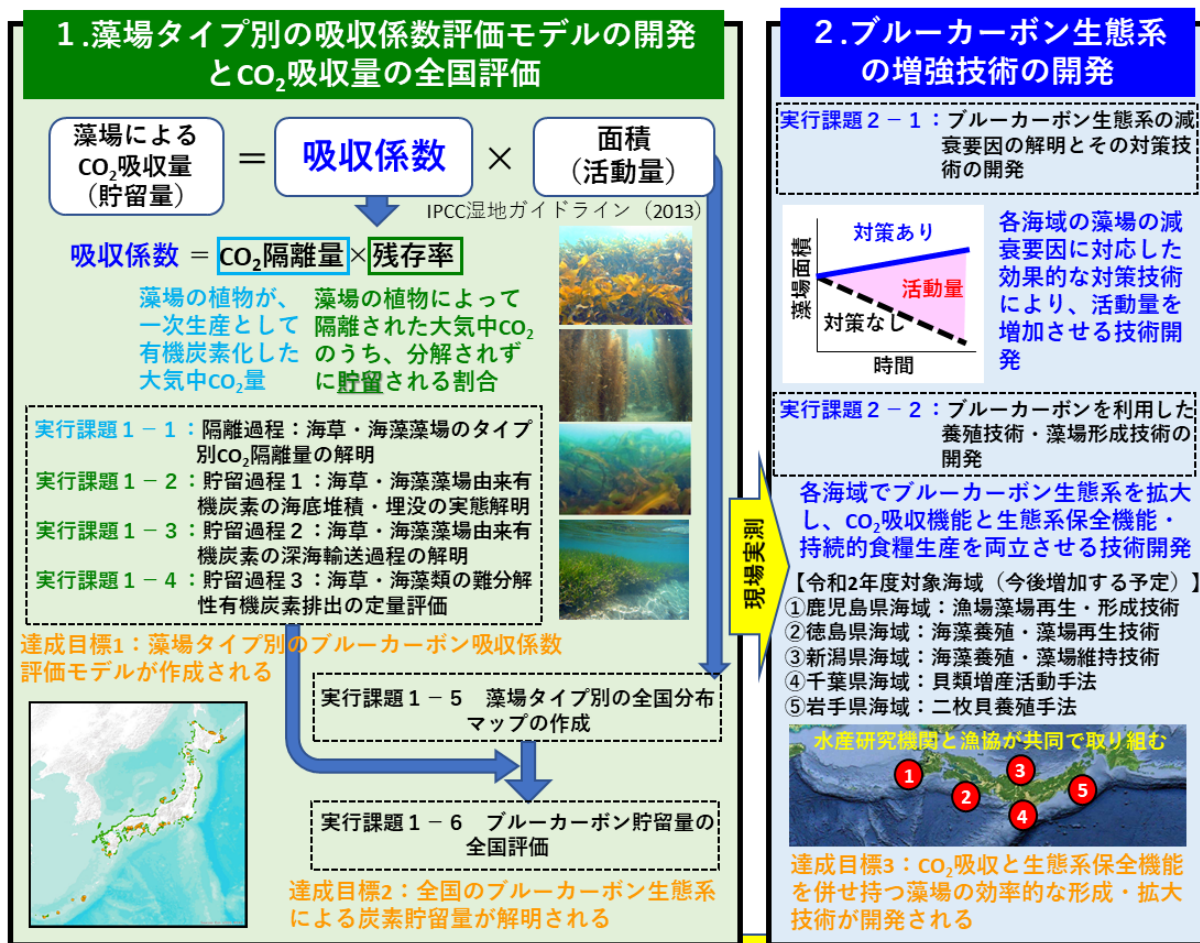 １.藻場タイプ別の吸収係数評価モデルの開発
とCO₂吸収量の全国評価
藻場による
CO₂吸収量
（貯留量）
＝
吸収係数
×
面積
（活動量）
IPCC湿地ガイドライン（2013）
吸収係数 ＝ CO₂隔離量×残存率
藻場の植物が、
一次生産として
有機炭素化した
大気中CO₂量
藻場の植物によって
隔離された大気中CO₂
のうち、分解されず
に貯留される割合
実行課題１－１：隔離過程：海草・海藻藻場のタイプ
別CO₂隔離量の解明
実行課題１－２：貯留過程１：海草・海藻藻場由来有
機炭素の海底堆積・埋没の実態解明
実行課題１－３：貯留過程２：海草・海藻藻場由来有
機炭素の深海輸送過程の解明
実行課題１－４：貯留過程３：海草・海藻類の難分解
性有機炭素排出の定量評価
達成目標1：藻場タイプ別のブルーカーボン吸収係数
評価モデルが作成される
実行課題１－５　藻場タイプ別の全国分布
マップの作成
実行課題１－６　ブルーカーボン貯留量の
全国評価
達成目標2：全国のブルーカーボン生態系
による炭素貯留量が解明される
現場実測
２.ブルーカーボン生態系
の増強技術の開発
実行課題２－１：ブルーカーボン生態系の減
衰要因の解明とその対策技
術の開発
藻場面積
対策あり
活動量
対策なし
時間
各海域の藻場の減
衰要因に対応した
効果的な対策技術
により、活動量を
増加させる技術開
発
実行課題２－２：ブルーカーボンを利用した
養殖技術・藻場形成技術の
開発
各海域でブルーカーボン生態系を拡大
し、CO₂吸収機能と生態系保全機能・
持続的食糧生産を両立させる技術開発
【令和2年度対象海域（今後増加する予定）】
①鹿児島県海域：漁場藻場再生・形成技術
②徳島県海域：海藻養殖・藻場再生技術
③新潟県海域：海藻養殖・藻場維持技術
④千葉県海域：貝類増産活動手法
⑤岩手県海域：二枚貝養殖手法
水産研究機関と漁協が共同で取り組む
1
2
3
4
5
達成目標3：CO₂吸収と生態系保全機能
を併せ持つ藻場の効率的な形成・拡大
技術が開発される